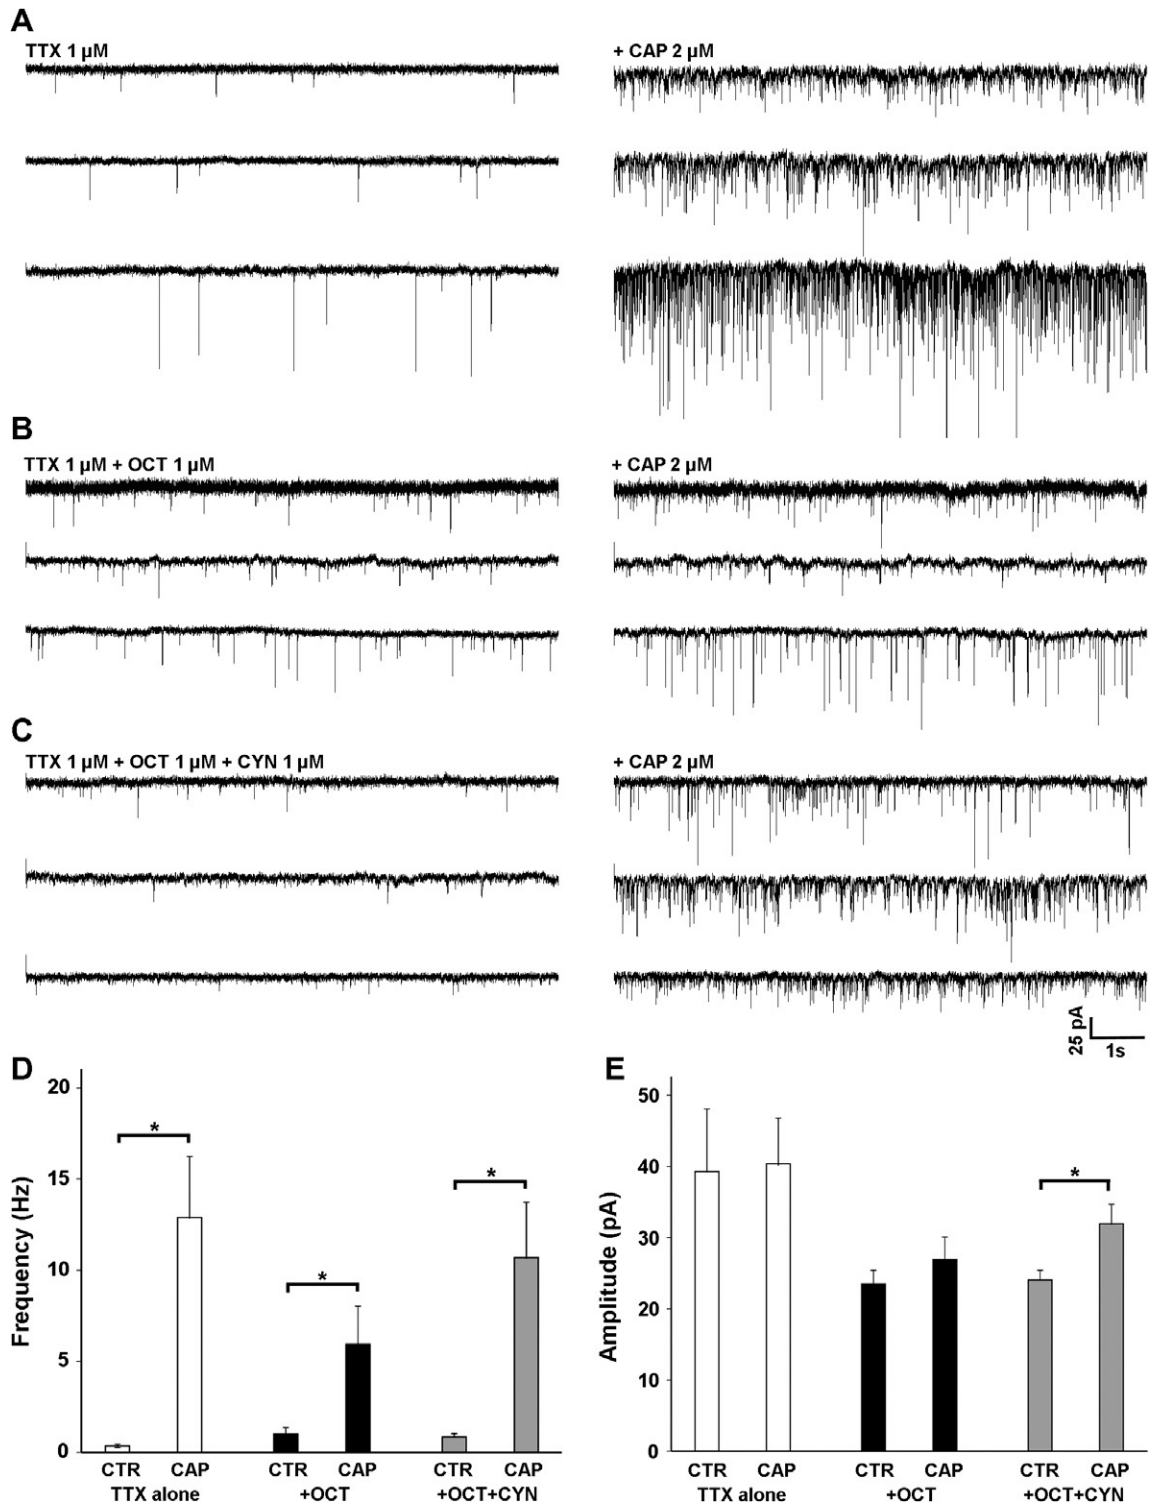 A
TTX 1 µM
+ CAP 2 µM
B
TTX 1 µM + OCT 1 µM
+ CAP 2 µM
C
TTX 1 µM + OCT 1 µM + CYN 1 µM
+ CAP 2 µM
25 pA
1s
D
Frequency (Hz)
20
15
10
5
0
*
*
*
CTR CAP CTR CAP CTR CAP
TTX alone +OCT +OCT+CYN
E
Amplitude (pA)
50
40
30
20
10
0
*
CTR CAP CTR CAP CTR CAP
TTX alone +OCT +OCT+CYN